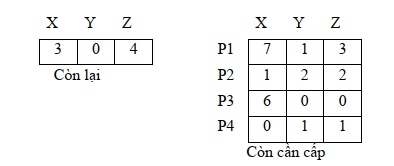 X Y Z
3 0 4
Còn lại
X Y Z
P1 7 1 3
P2 1 2 2
P3 6 0 0
P4 0 1 1
Còn cần cấp